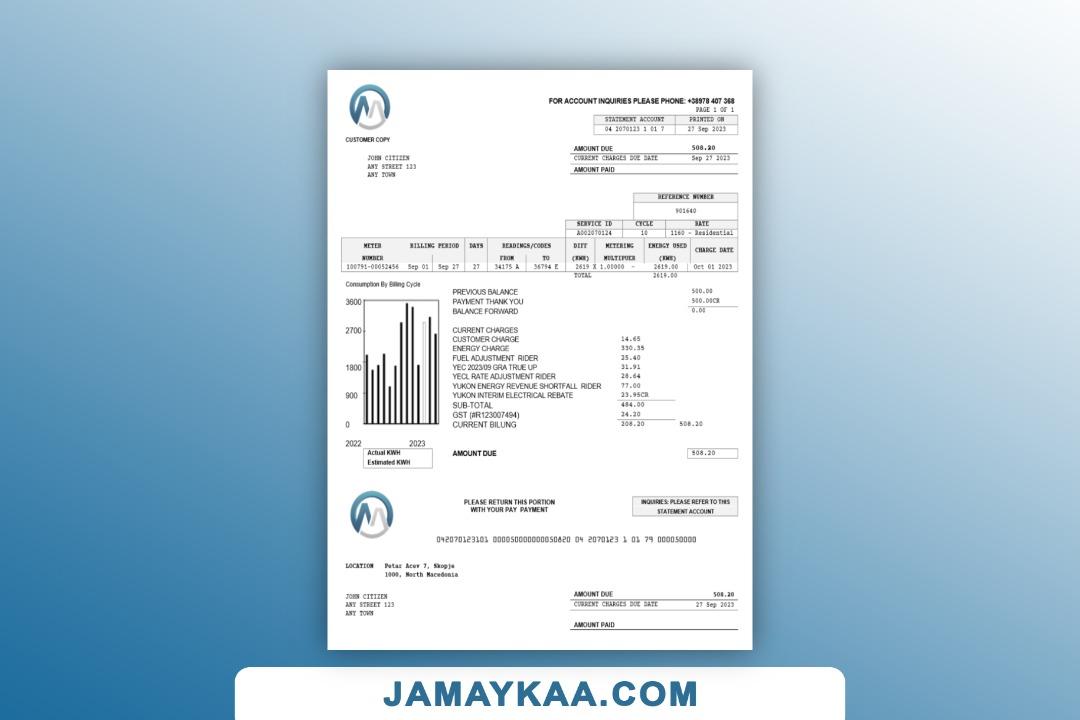 FOR ACCOUNT INQUIRIES PLEASE PHONE: +38978 407 368
PAGE 1 OF 1
STATEMENT ACCOUNT PRINTED ON
04 2070123 1 01 7 27 Sep 2023
CUSTOMER COPY
AMOUNT DUE 508.20
JOHN CITIZEN
CURRENT CHARGES DUE DATE Sep 27 2023
ANY STREET 123
AMOUNT PAID
ANY TOWN
REFERENCE NUMBER
901640
SERVICE ID CYCLE RATE
A002070124 10 1160 - Residential
METER BILLING PERIOD DAYS READINGS/CODES DIFF METERING ENERGY USED CHARGE DATE
NUMBER FROM TO (KWH) MULTIPUER (KWH)
100791-00052456 Sep 01 Sep 27 27 34175 A 36794 E 2619 X 1.00000 - 2619.00 Oct 01 2023
TOTAL 2619.00
Consumption By Billing Cycle
PREVIOUS BALANCE 500.00
PAYMENT THANK YOU 500.00CR
BALANCE FORWARD 0.00
3600
2700
1800
900
0
2022 2023
Actual KWH
Estimated KWH
CURRENT CHARGES
CUSTOMER CHARGE 14.65
ENERGY CHARGE 330.35
FUEL ADJUSTMENT RIDER 25.40
YEC 2023/09 GRA TRUE UP 31.91
YECL RATE ADJUSTMENT RIDER 28.64
YUKON ENERGY REVENUE SHORTFALL RIDER 77.00
YUKON INTERIM ELECTRICAL REBATE 23.95CR
SUB-TOTAL 484.00
GST (#R123007494) 24.20
CURRENT BILUNG 208.20 508.20
AMOUNT DUE 508.20
PLEASE RETURN THIS PORTION
WITH YOUR PAY PAYMENT
INQUIRIES: PLEASE REFER TO THIS
STATEMENT ACCOUNT
042070123101 000050000000050820 04 2070123 1 01 79 000050000
LOCATION Petar Acev 7, Skopje
1000, North Macedonia
AMOUNT DUE 508.20
JOHN CITIZEN
CURRENT CHARGES DUE DATE 27 Sep 2023
ANY STREET 123
ANY TOWN
AMOUNT PAID
JAMAYKAA.COM